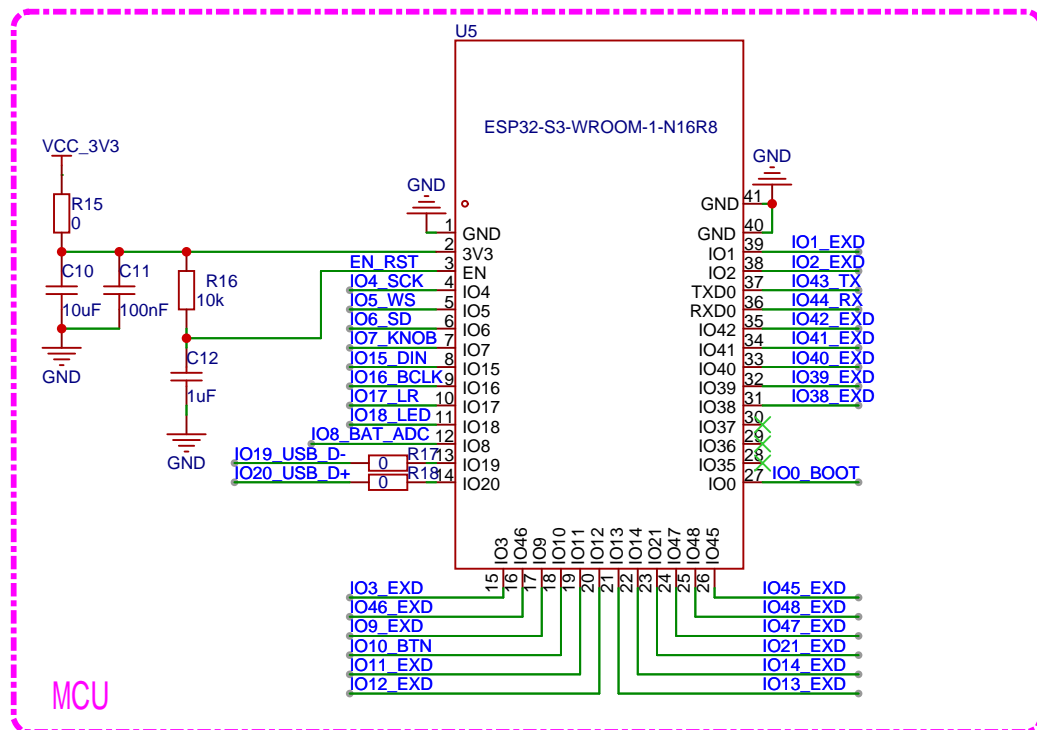 U5
ESP32-S3-WROOM-1-N16R8
VCC_3V3
R15
0
C10
10uF
C11
100nF
GND
R16
10k
C12
1uF
GND
GND
GND
1 GND
2 3V3
EN_RST 3 EN
IO4_SCK 4 IO4
IO5_WS 5 IO5
IO6_SD 6 IO6
IO7_KNOB 7 IO7
IO15_DIN 8 IO15
IO16_BCLK 9 IO16
IO17_LR 10 IO17
IO18_LED 11 IO18
IO8_BAT_ADC 12 IO8
IO19_USB_D- 0 R17 13 IO19
IO20_USB_D+ 0 R18 14 IO20
GND 41
GND 40
IO1 39 IO1_EXD
IO2 38 IO2_EXD
TXD0 37 IO43_TX
RXD0 36 IO44_RX
IO42 35 IO42_EXD
IO41 34 IO41_EXD
IO40 33 IO40_EXD
IO39 32 IO39_EXD
IO38 31 IO38_EXD
IO37 30
IO36 29
IO35 28
IO0 27 IO0_BOOT
IO3 IO46 IO9 IO10 IO11 IO12 IO13 IO14 IO21 IO47 IO48 IO45
15 16 17 18 19 20 21 22 23 24 25 26
IO3_EXD IO45_EXD
IO46_EXD IO48_EXD
IO9_EXD IO47_EXD
IO10_BTN IO21_EXD
IO11_EXD IO14_EXD
IO12_EXD IO13_EXD
MCU